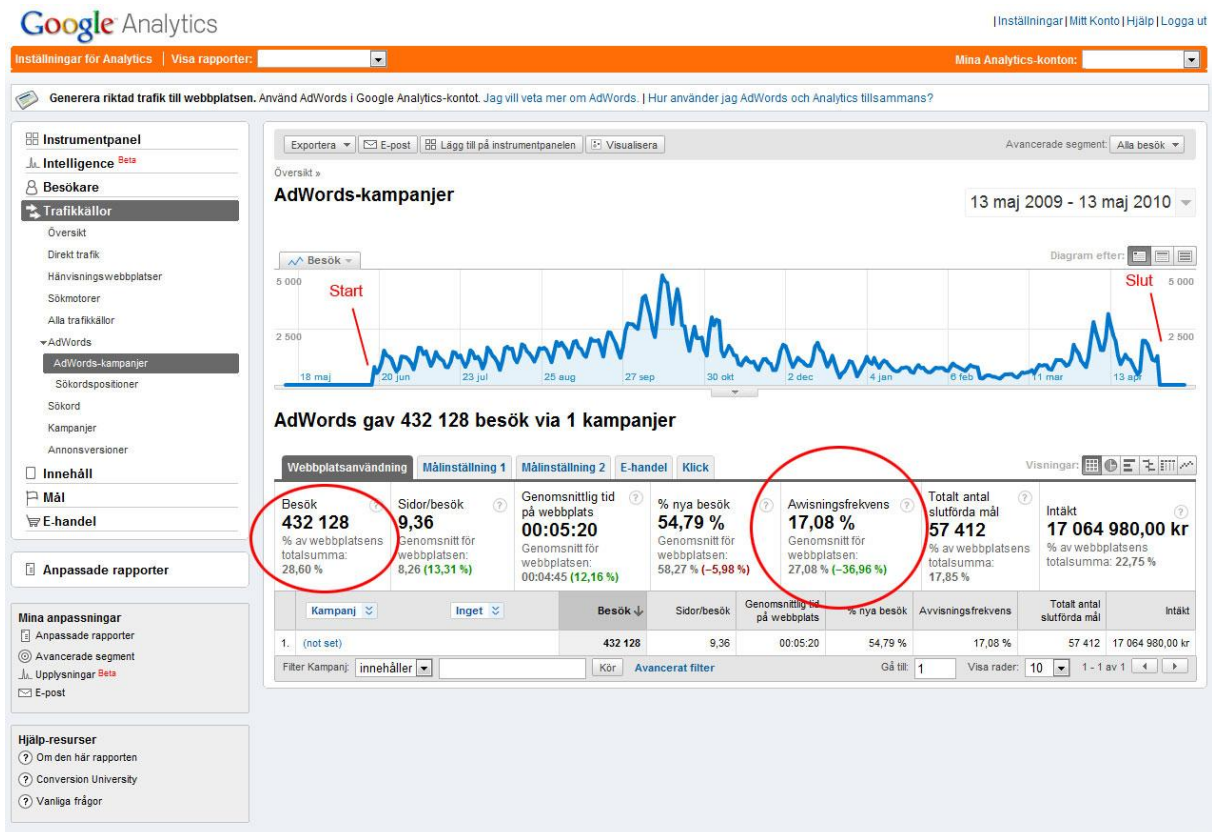 Google Analytics
| Inställningar | Mitt Konto | Hjälp | Logga ut
Inställningar för Analytics | Visa rapporter:
Mina Analytics-konton:
Generera riktad trafik till webbplatsen. Använd AdWords i Google Analytics-kontot. Jag vill veta mer om AdWords. | Hur använder jag AdWords och Analytics tillsammans?
Instrumentpanel
Intelligence Beta
Besökare
Trafikkällor
Översikt
Direkt trafik
Hänvisningswebbplatser
Sökmotorer
Alla trafikkällor
AdWords
AdWords-kampanjer
Sökordspositioner
Sökord
Kampanjer
Annonsversioner
Innehåll
Mål
E-handel
Anpassade rapporter
Mina anpassningar
Anpassade rapporter
Avancerade segment
Upplysningar Beta
E-post
Hjälp-resurser
Om den här rapporten
Conversion University
Vanliga frågor
Exportera
E-post
Lägg till på instrumentpanelen
Visualisera
Avancerade segment: Alla besök
Översikt »
AdWords-kampanjer
13 maj 2009 - 13 maj 2010
Besök
Diagram efter:
5 000
Start
Slut
5 000
2 500
2 500
18 maj 20 jun 23 jul 25 aug 27 sep 30 okt 2 dec 4 jan 6 feb 11 mar 13 apr
AdWords gav 432 128 besök via 1 kampanjer
Webbplatsanvändning Målinställning 1 Målinställning 2 E-handel Klick
Visningar:
Besök
432 128
% av webbplatsens
totalsumma:
28,60 %
Sidor/besök
9,36
Genomsnitt för
webbplatsen:
8,26 (13,31 %)
Genomsnittlig tid
på webbplats
00:05:20
Genomsnitt för
webbplatsen:
00:04:45 (12,16 %)
% nya besök
54,79 %
Genomsnitt för
webbplatsen:
58,27 % (−5,98 %)
Avvisningsfrekvens
17,08 %
Genomsnitt för
webbplatsen:
27,08 % (−36,96 %)
Totalt antal
slutförda mål
57 412
% av webbplatsens
totalsumma:
17,85 %
Intäkt
17 064 980,00 kr
% av webbplatsens
totalsumma: 22,75 %
Kampanj
Inget
Besök ↓
Sidor/besök
Genomsnittlig tid
på webbplats
% nya besök
Avvisningsfrekvens
Totalt antal
slutförda mål
Intäkt
1. (not set) 432 128 9,36 00:05:20 54,79 % 17,08 % 57 412 17 064 980,00 kr
Filter Kampanj: innehåller Kör Avancerat filter Gå till: 1 Visa rader: 10 1 - 1 av 1